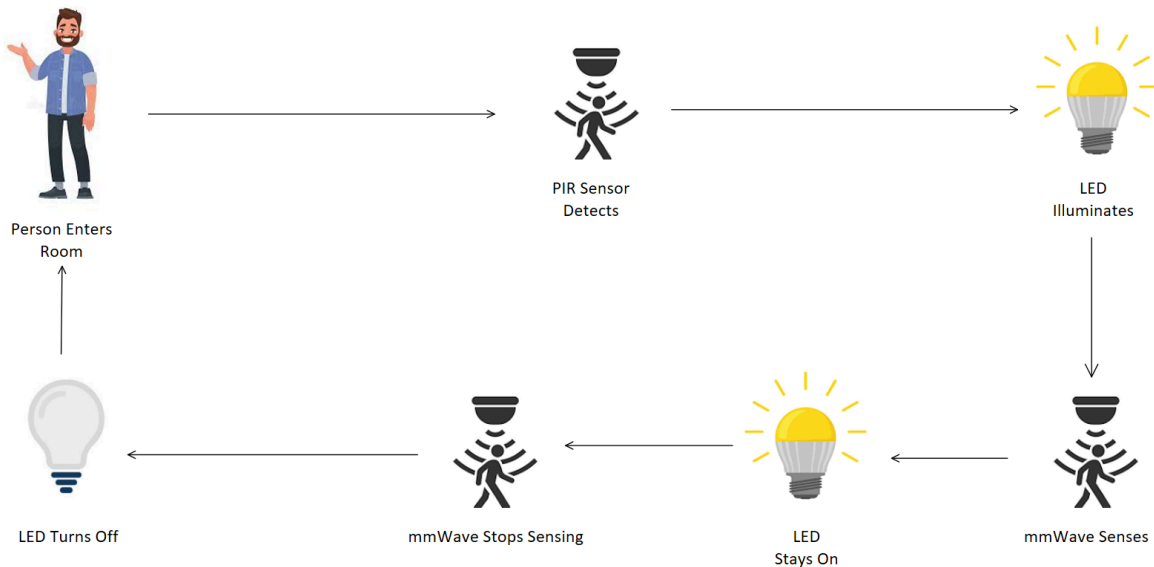 PIR Sensor
Detects
LED
Illuminates
Person Enters
Room
LED Turns Off
mmWave Stops Sensing
LED
Stays On
mmWave Senses